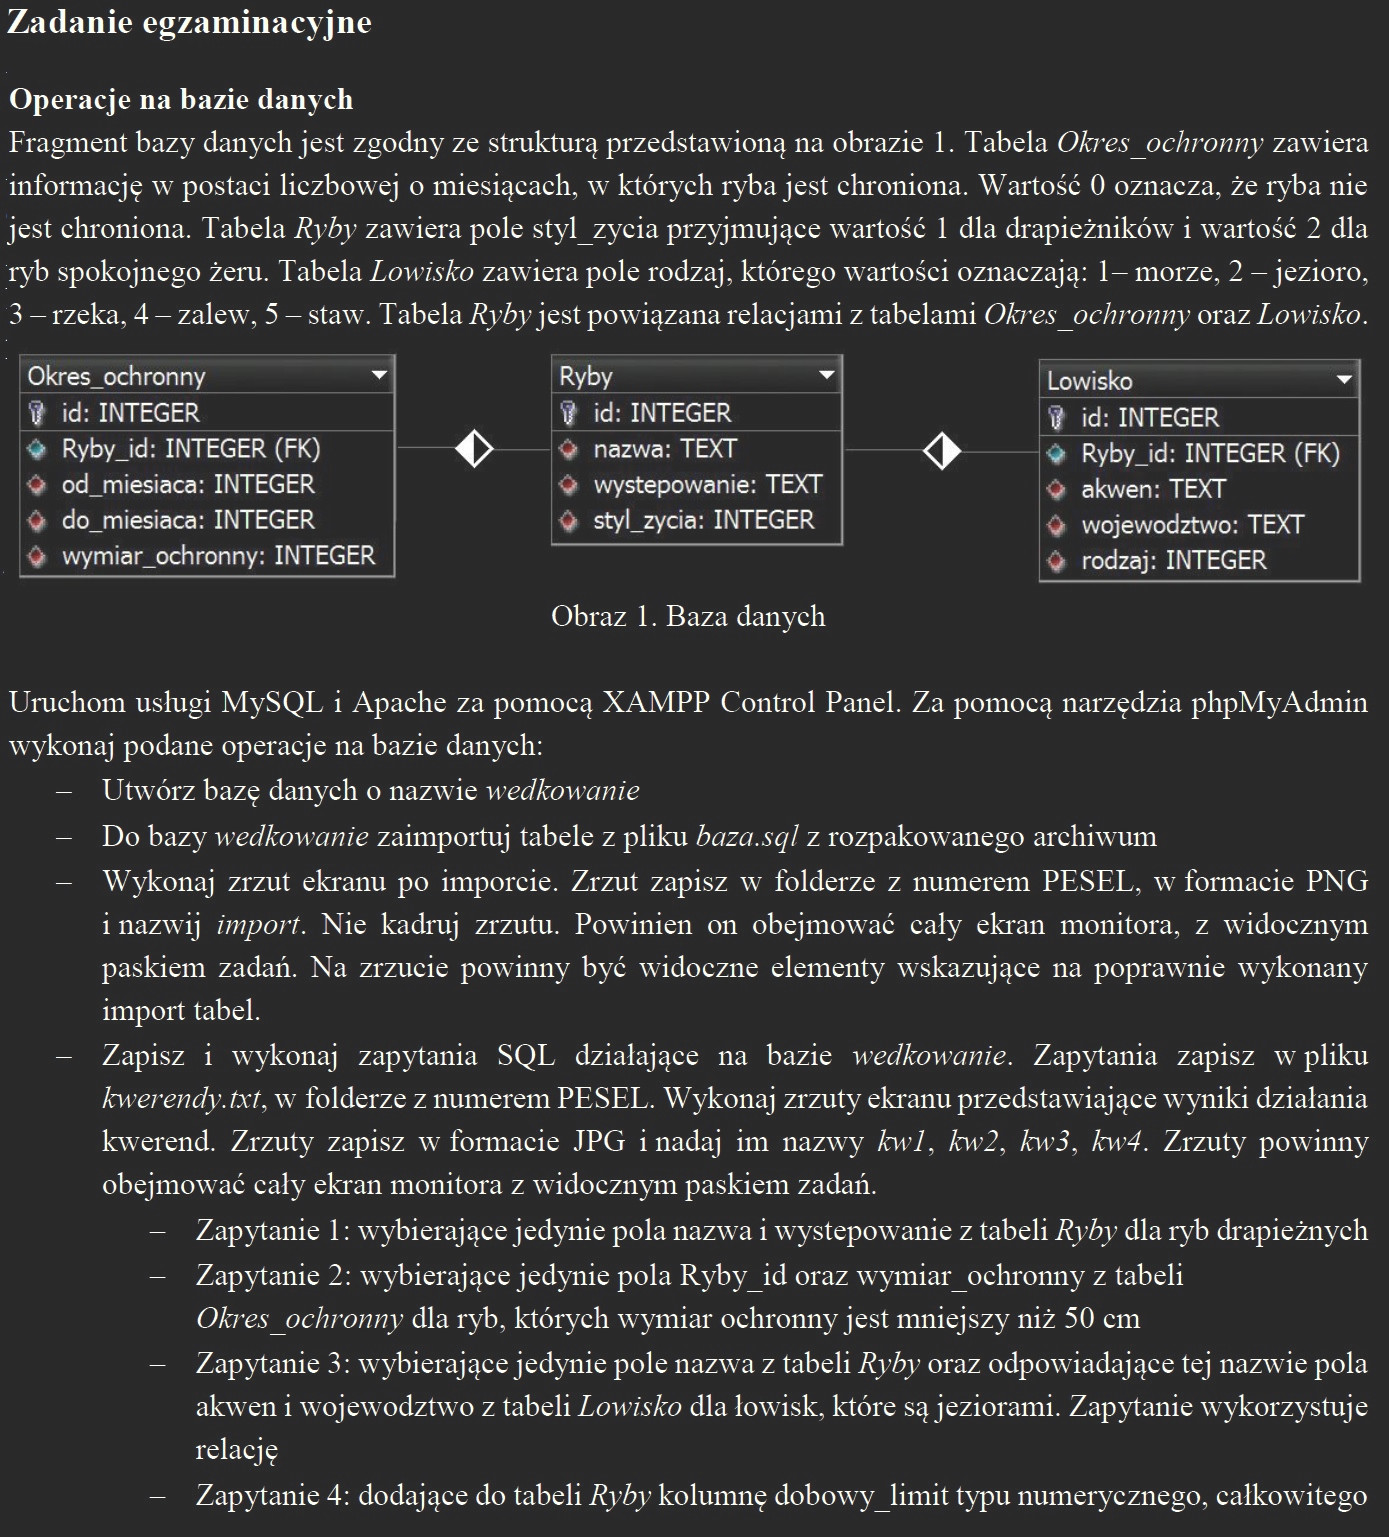 Zadanie egzaminacyjne
Operacje na bazie danych
Fragment bazy danych jest zgodny ze strukturą przedstawioną na obrazie 1. Tabela Okres_ochronny zawiera
informację w postaci liczbowej o miesiącach, w których ryba jest chroniona. Wartość 0 oznacza, że ryba nie
jest chroniona. Tabela Ryby zawiera pole styl_zycia przyjmujące wartość 1 dla drapieżników i wartość 2 dla
ryb spokojnego żeru. Tabela Lowisko zawiera pole rodzaj, którego wartości oznaczają: 1– morze, 2 – jezioro,
3 – rzeka, 4 – zalew, 5 – staw. Tabela Ryby jest powiązana relacjami z tabelami Okres_ochronny oraz Lowisko.
Okres_ochronny
id: INTEGER
Ryby_id: INTEGER (FK)
od_miesiaca: INTEGER
do_miesiaca: INTEGER
wymiar_ochronny: INTEGER
Ryby
id: INTEGER
nazwa: TEXT
wystepowanie: TEXT
styl_zycia: INTEGER
Lowisko
id: INTEGER
Ryby_id: INTEGER (FK)
akwen: TEXT
wojewodztwo: TEXT
rodzaj: INTEGER
Obraz 1. Baza danych
Uruchom usługi MySQL i Apache za pomocą XAMPP Control Panel. Za pomocą narzędzia phpMyAdmin
wykonaj podane operacje na bazie danych:
– Utwórz bazę danych o nazwie wedkowanie
– Do bazy wedkowanie zaimportuj tabele z pliku baza.sql z rozpakowanego archiwum
– Wykonaj zrzut ekranu po imporcie. Zrzut zapisz w folderze z numerem PESEL, w formacie PNG
i nazwij import. Nie kadruj zrzutu. Powinien on obejmować cały ekran monitora, z widocznym
paskiem zadań. Na zrzucie powinny być widoczne elementy wskazujące na poprawnie wykonany
import tabel.
– Zapisz i wykonaj zapytania SQL działające na bazie wedkowanie. Zapytania zapisz w pliku
kwerendy.txt, w folderze z numerem PESEL. Wykonaj zrzuty ekranu przedstawiające wyniki działania
kwerend. Zrzuty zapisz w formacie JPG i nadaj im nazwy kw1, kw2, kw3, kw4. Zrzuty powinny
obejmować cały ekran monitora z widocznym paskiem zadań.
– Zapytanie 1: wybierające jedynie pola nazwa i wystepowanie z tabeli Ryby dla ryb drapieżnych
– Zapytanie 2: wybierające jedynie pola Ryby_id oraz wymiar_ochronny z tabeli
Okres_ochronny dla ryb, których wymiar ochronny jest mniejszy niż 50 cm
– Zapytanie 3: wybierające jedynie pole nazwa z tabeli Ryby oraz odpowiadające tej nazwie pola
akwen i wojewodztwo z tabeli Lowisko dla łowisk, które są jeziorami. Zapytanie wykorzystuje
relację
– Zapytanie 4: dodające do tabeli Ryby kolumnę dobowy_limit typu numerycznego, całkowitego